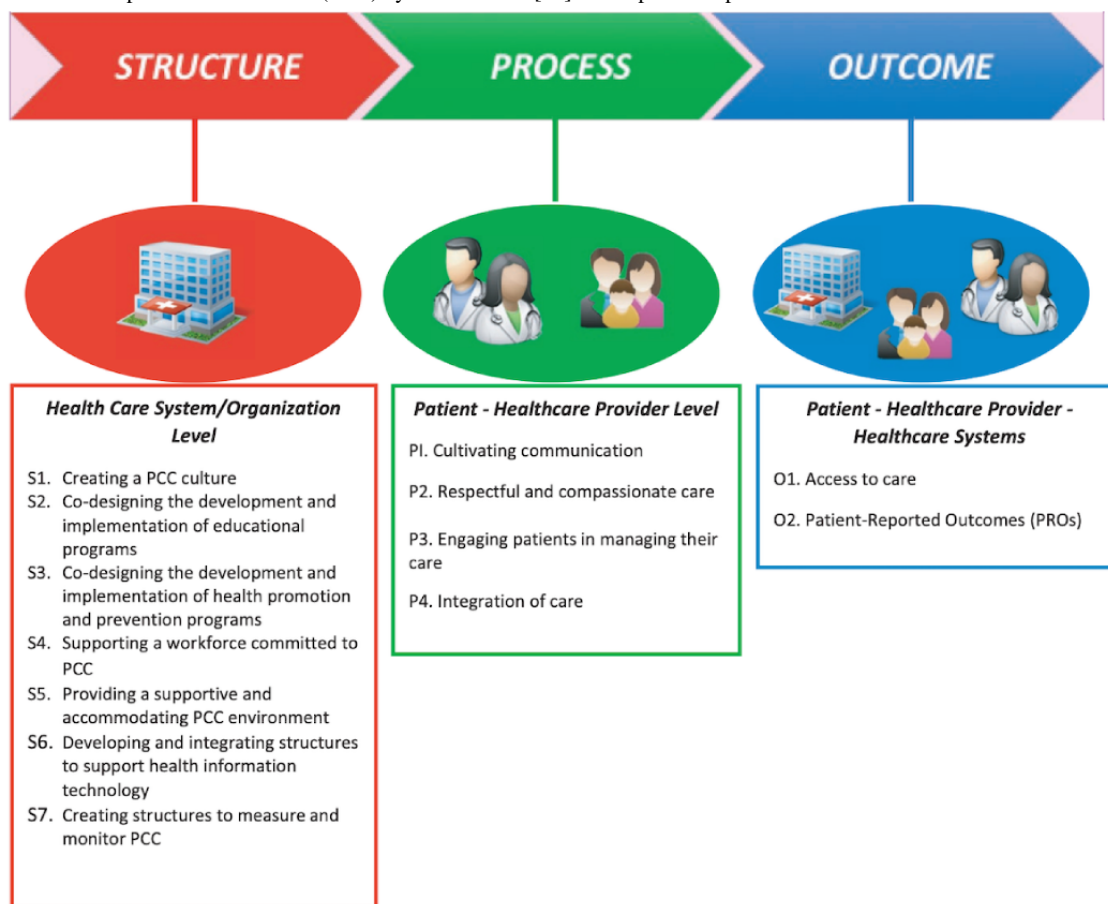 STRUCTURE
PROCESS
OUTCOME
Health Care System/Organization
Level
S1. Creating a PCC culture
S2. Co-designing the development and
implementation of educational
programs
S3. Co-designing the development and
implementation of health promotion
and prevention programs
S4. Supporting a workforce committed to
PCC
S5. Providing a supportive and
accommodating PCC environment
S6. Developing and integrating structures
to support health information
technology
S7. Creating structures to measure and
monitor PCC
Patient - Healthcare Provider Level
PI. Cultivating communication
P2. Respectful and compassionate care
P3. Engaging patients in managing their
care
P4. Integration of care
Patient - Healthcare Provider -
Healthcare Systems
O1. Access to care
O2. Patient-Reported Outcomes (PROs)